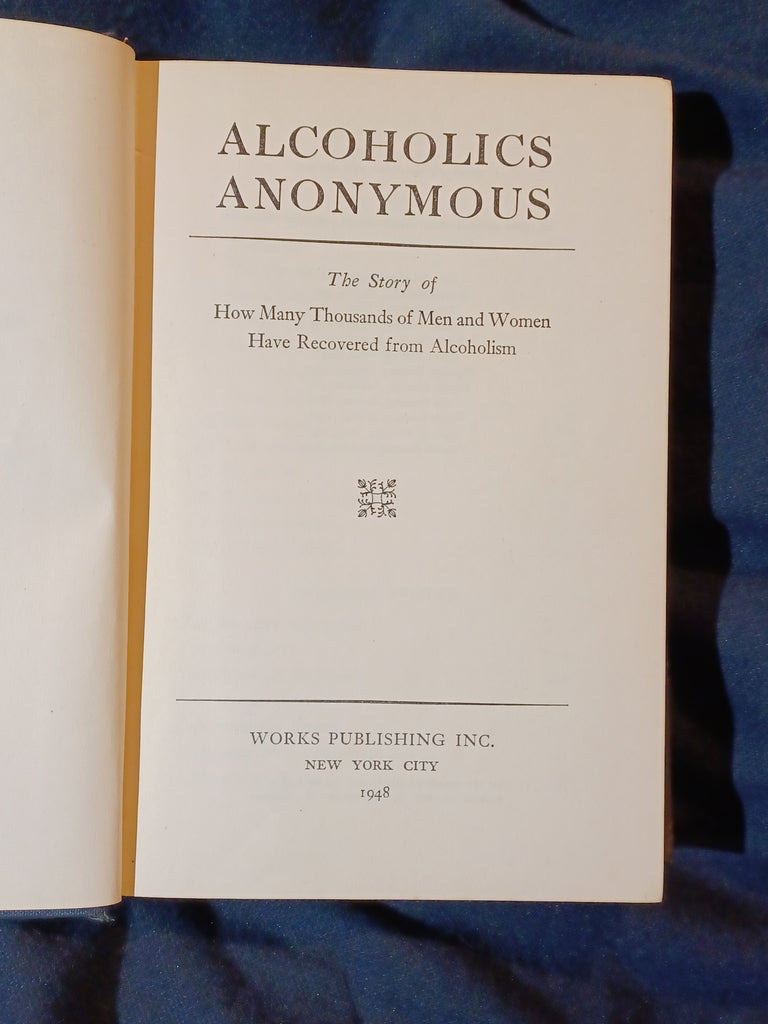 ALCOHOLICS
ANONYMOUS
The Story of
How Many Thousands of Men and Women
Have Recovered from Alcoholism
WORKS PUBLISHING INC.
NEW YORK CITY
1948